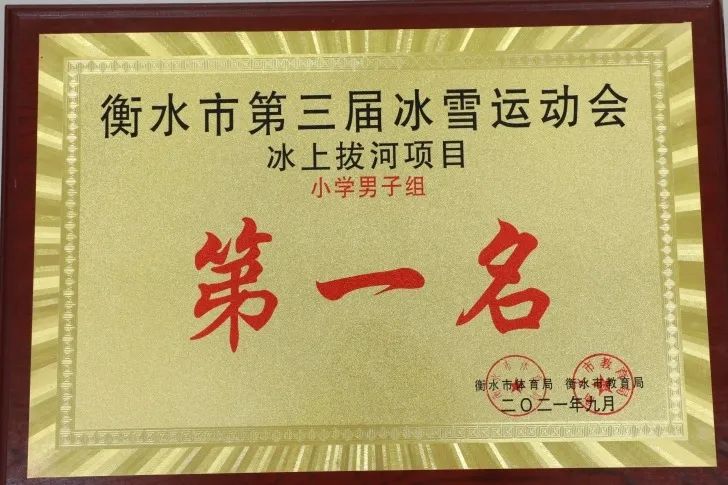 衡水市第三届冰雪运动会
冰上拔河项目
小学男子组
第一名
衡水市体育局 衡水市教育局
二〇二一年九月